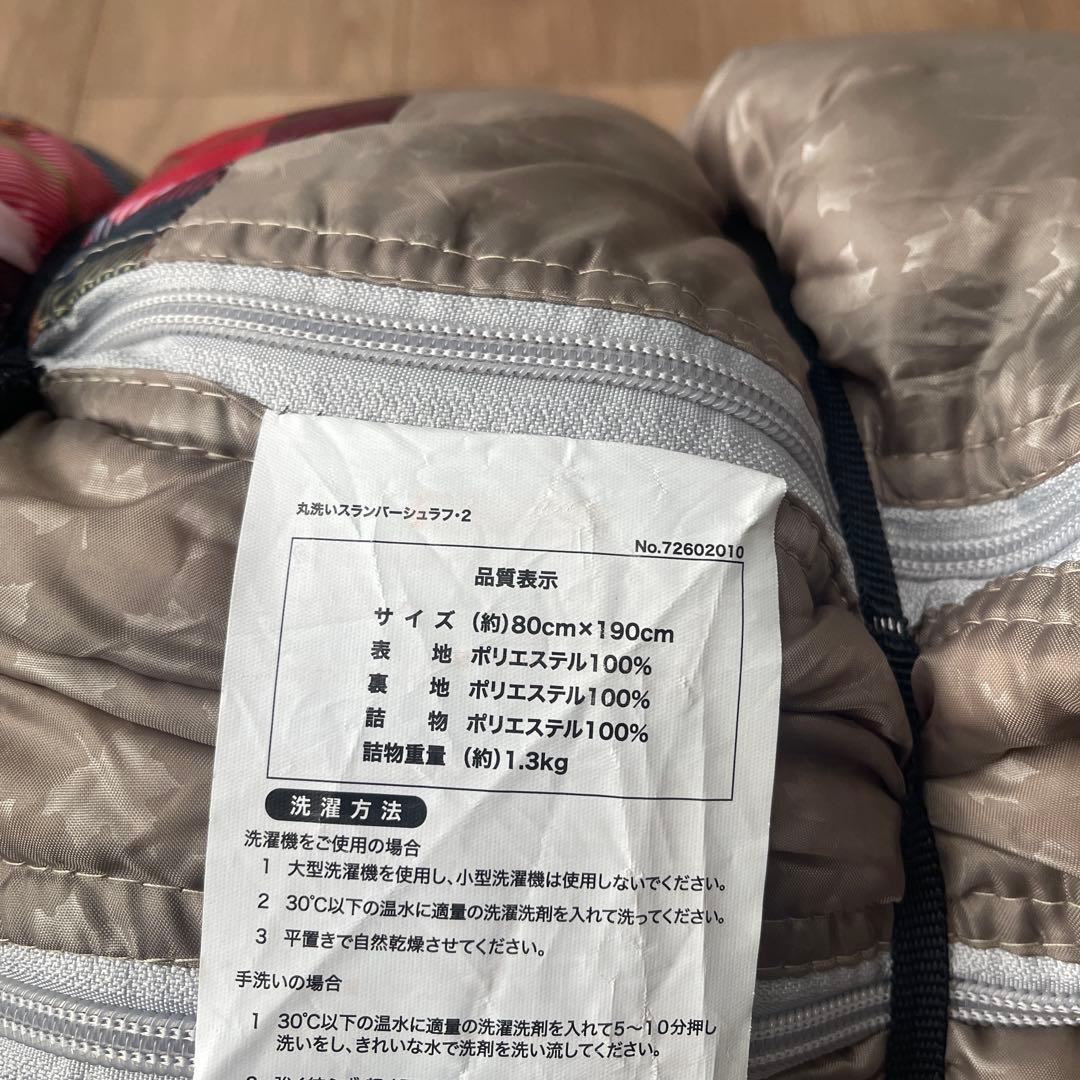 丸洗いスランバーシュラフ・2
No.72602010
品質表示
サイズ (約)80cm×190cm
表地 ポリエステル100%
裏地 ポリエステル100%
詰物 ポリエステル100%
詰物重量 (約)1.3kg
洗濯方法
洗濯機をご使用の場合
1 大型洗濯機を使用し、小型洗濯機は使用しないでください。
2 30℃以下の温水に適量の洗濯洗剤を入れて洗ってください。
3 平置きで自然乾燥させてください。
手洗いの場合
1 30℃以下の温水に適量の洗濯洗剤を入れて5〜10分押し
洗いをし、きれいな水で洗剤を洗い流してください。